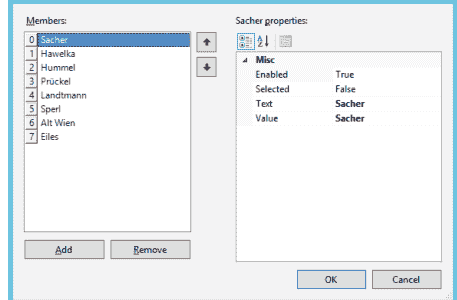 Members:
0 Sacher
1 Hawelka
2 Hummel
3 Prückel
4 Landtmann
5 Sperl
6 Alt Wien
7 Eiles
Add
Remove
Sacher properties:
Misc
Enabled True
Selected False
Text Sacher
Value Sacher
OK
Cancel